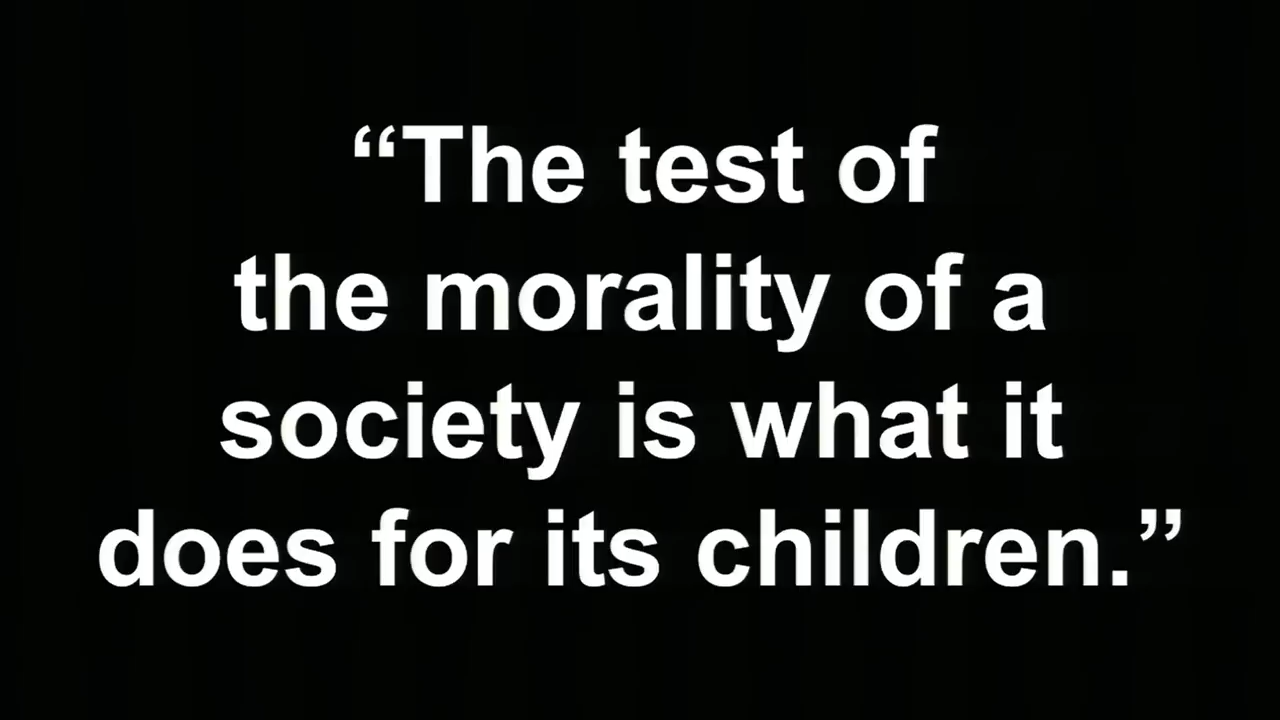 “The test of
the morality of a
society is what it
does for its children.”